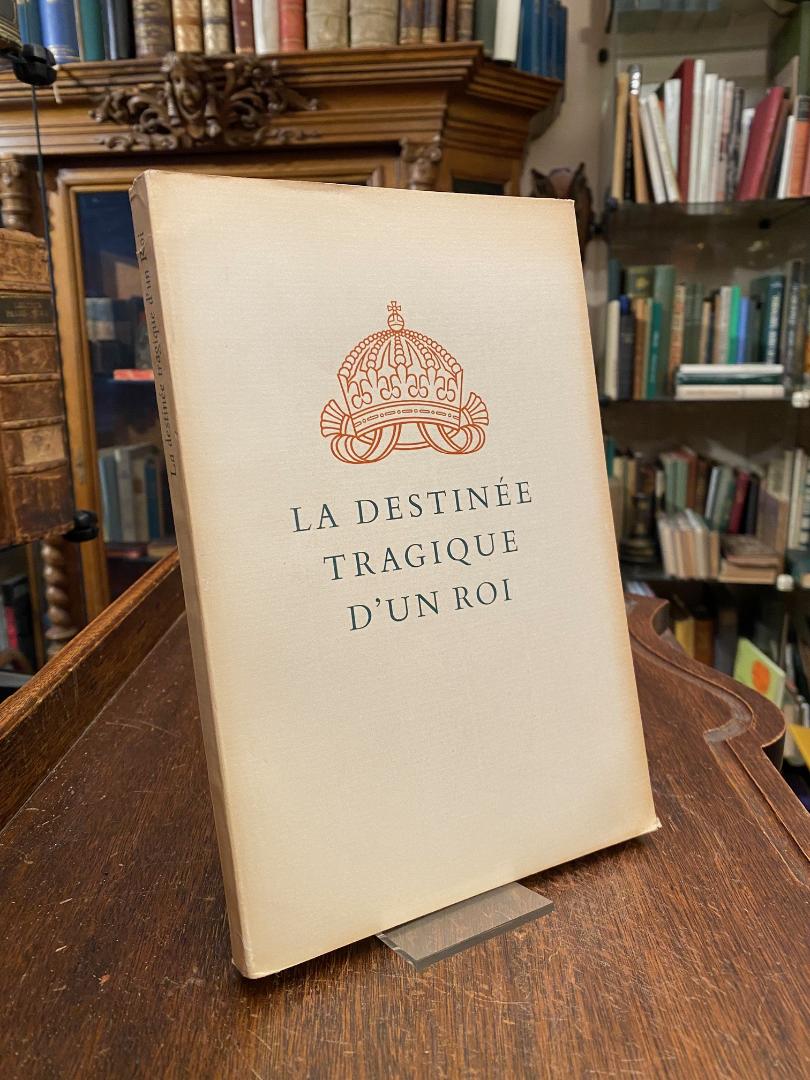 LA DESTINÉE
TRAGIQUE
D'UN ROI
La destinée tragique d'un Roi